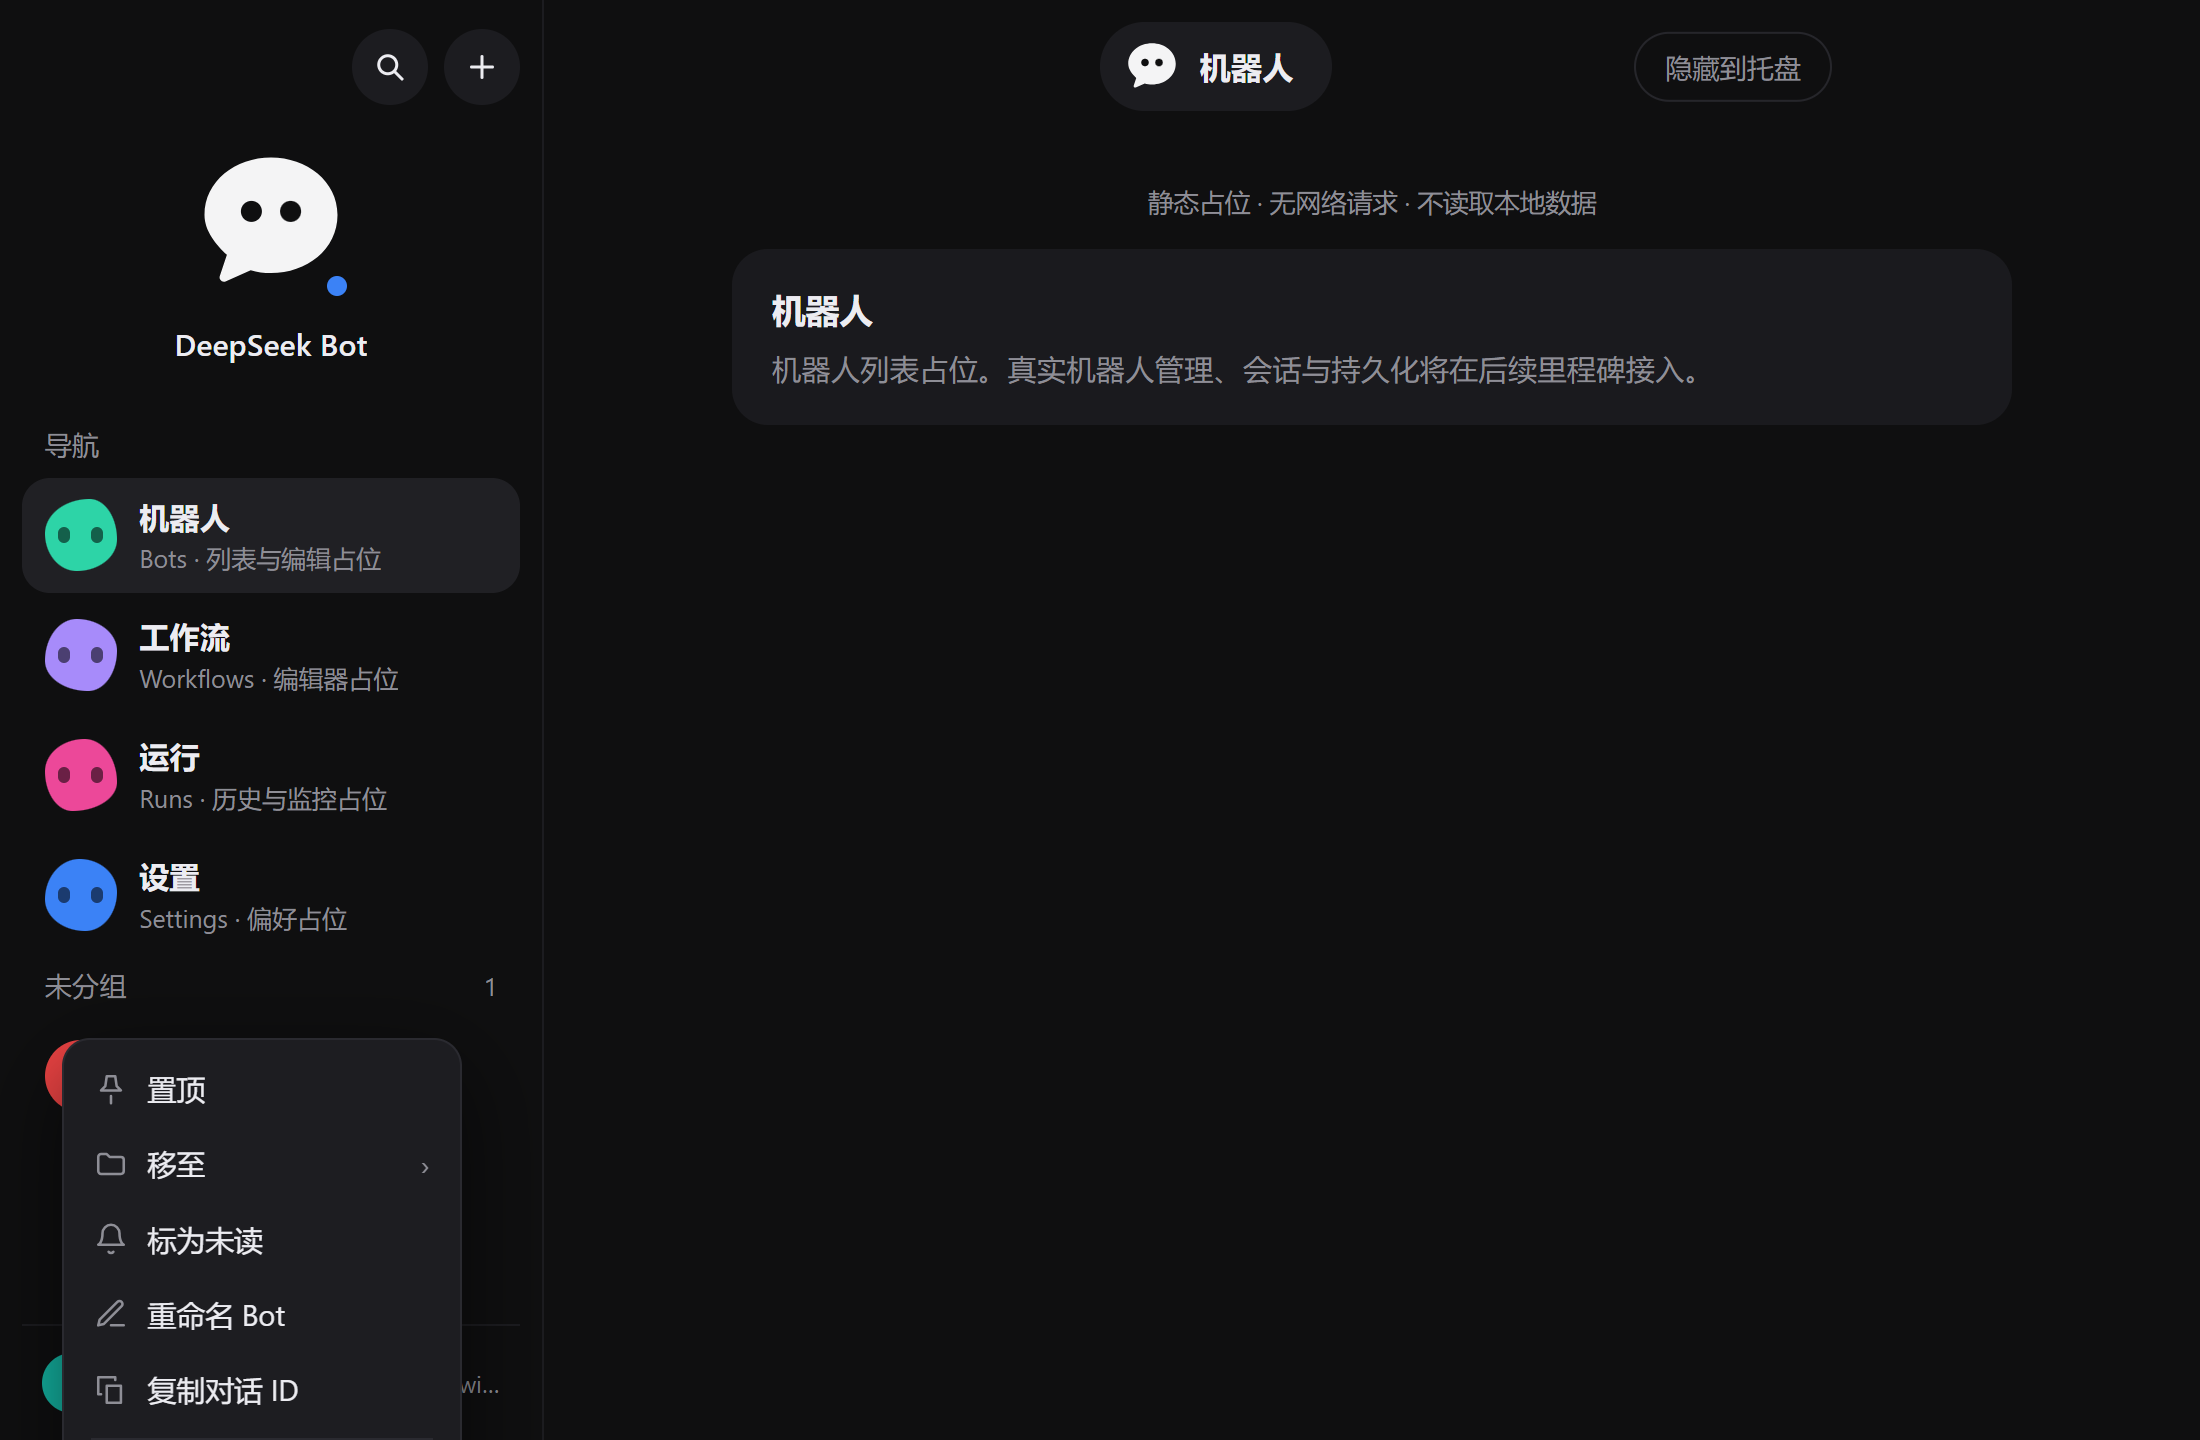 机器人
隐藏到托盘
DeepSeek Bot
静态占位 · 无网络请求 · 不读取本地数据
机器人
机器人列表占位。真实机器人管理、会话与持久化将在后续里程碑接入。
导航
机器人
Bots · 列表与编辑占位
工作流
Workflows · 编辑器占位
运行
Runs · 历史与监控占位
设置
Settings · 偏好占位
未分组 1
置顶
移至 ›
标为未读
重命名 Bot
复制对话 ID
wi...